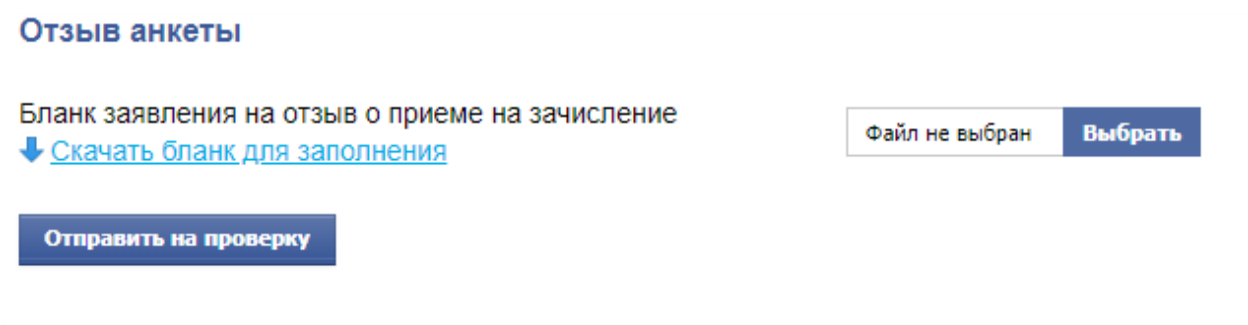 Отзыв анкеты
Бланк заявления на отзыв о приеме на зачисление
Скачать бланк для заполнения
Файл не выбран
Выбрать
Отправить на проверку